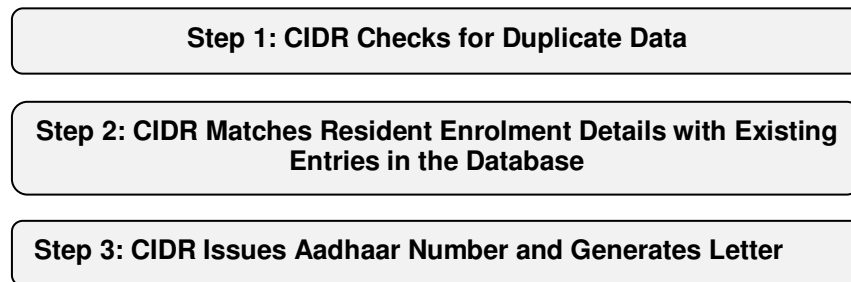 Step 1: CIDR Checks for Duplicate Data
Step 2: CIDR Matches Resident Enrolment Details with Existing
Entries in the Database
Step 3: CIDR Issues Aadhaar Number and Generates Letter